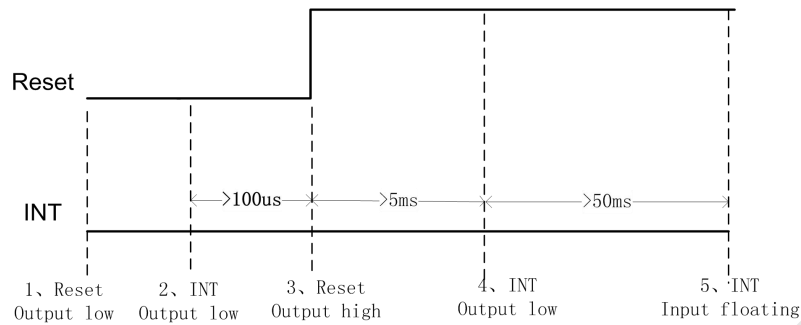 Reset
>100us
>5ms
>50ms
INT
1、Reset
Output low
2、INT
Output low
3、Reset
Output high
4、INT
Output low
5、INT
Input floating